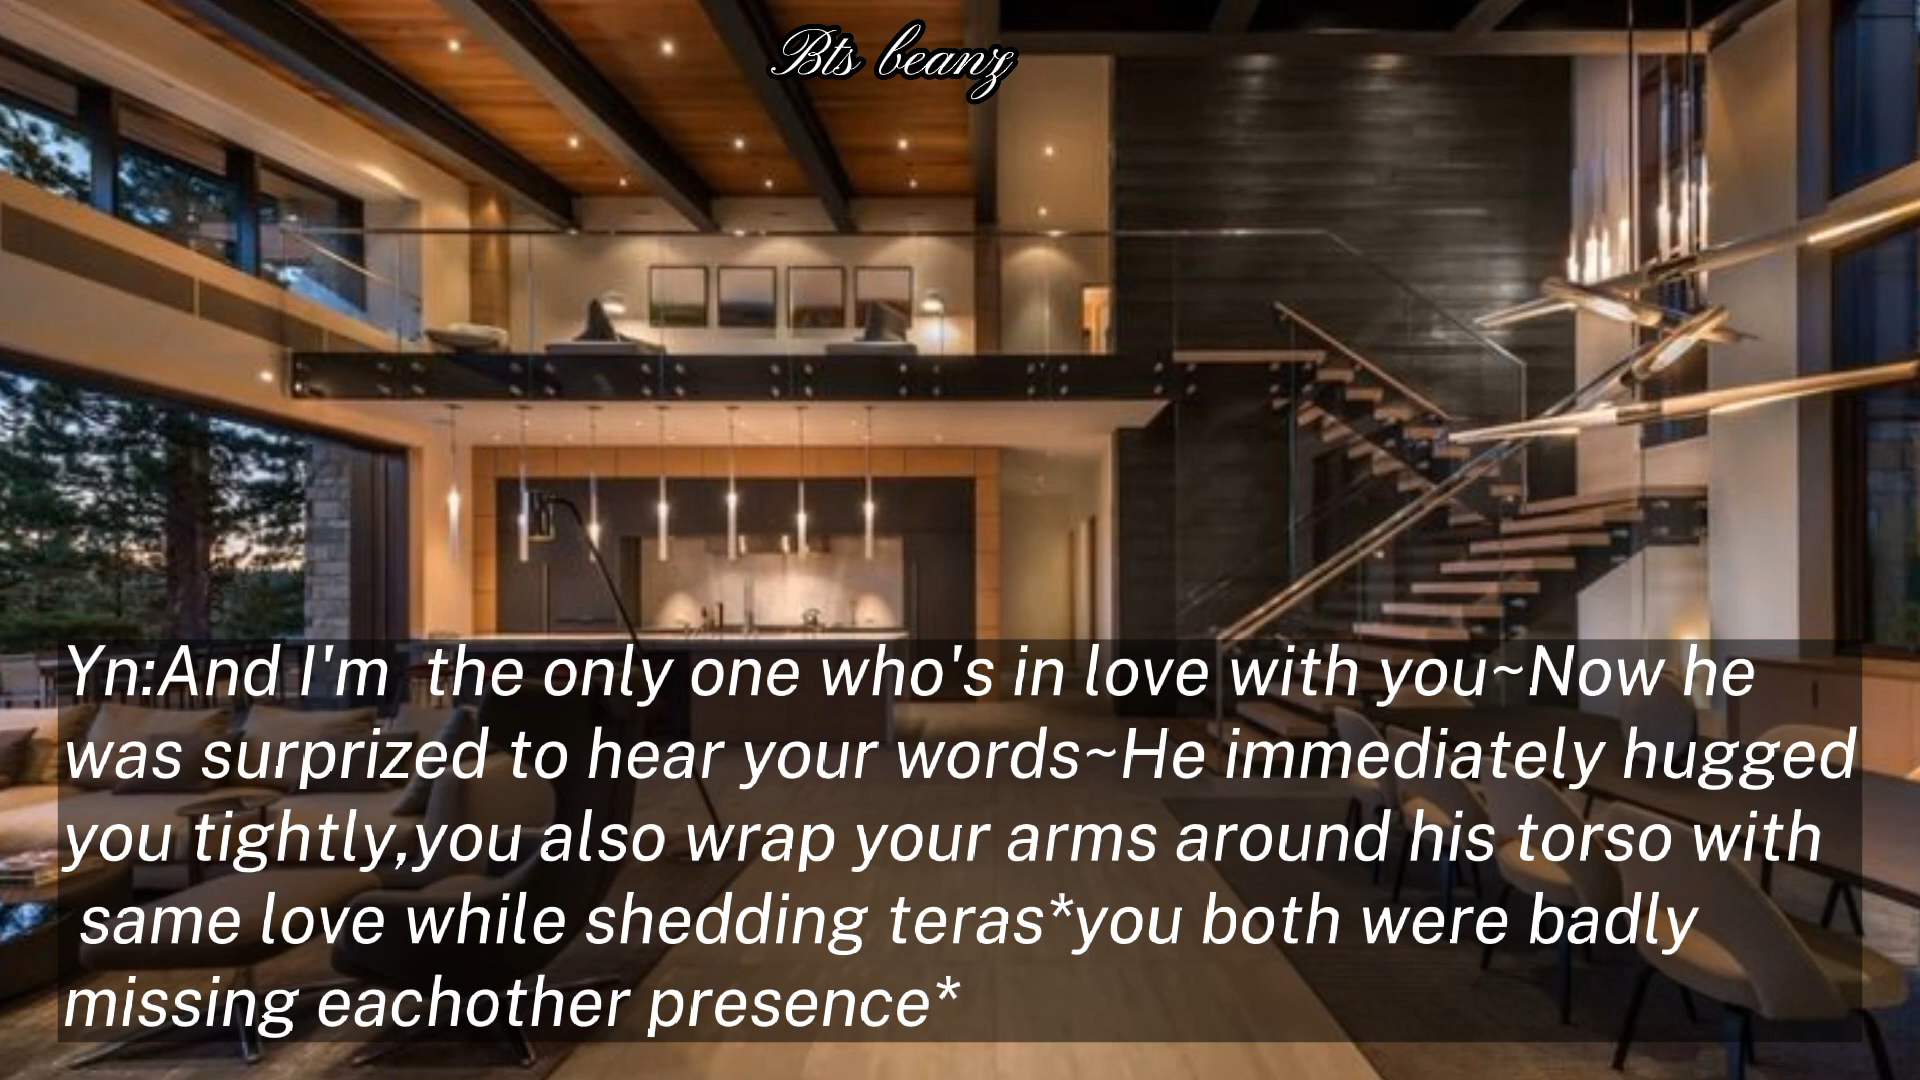 Bts beanz
Yn:And I'm  the only one who's in love with you~Now he
was surprized to hear your words~He immediately hugged
you tightly,you also wrap your arms around his torso with
same love while shedding teras*you both were badly
missing eachother presence*